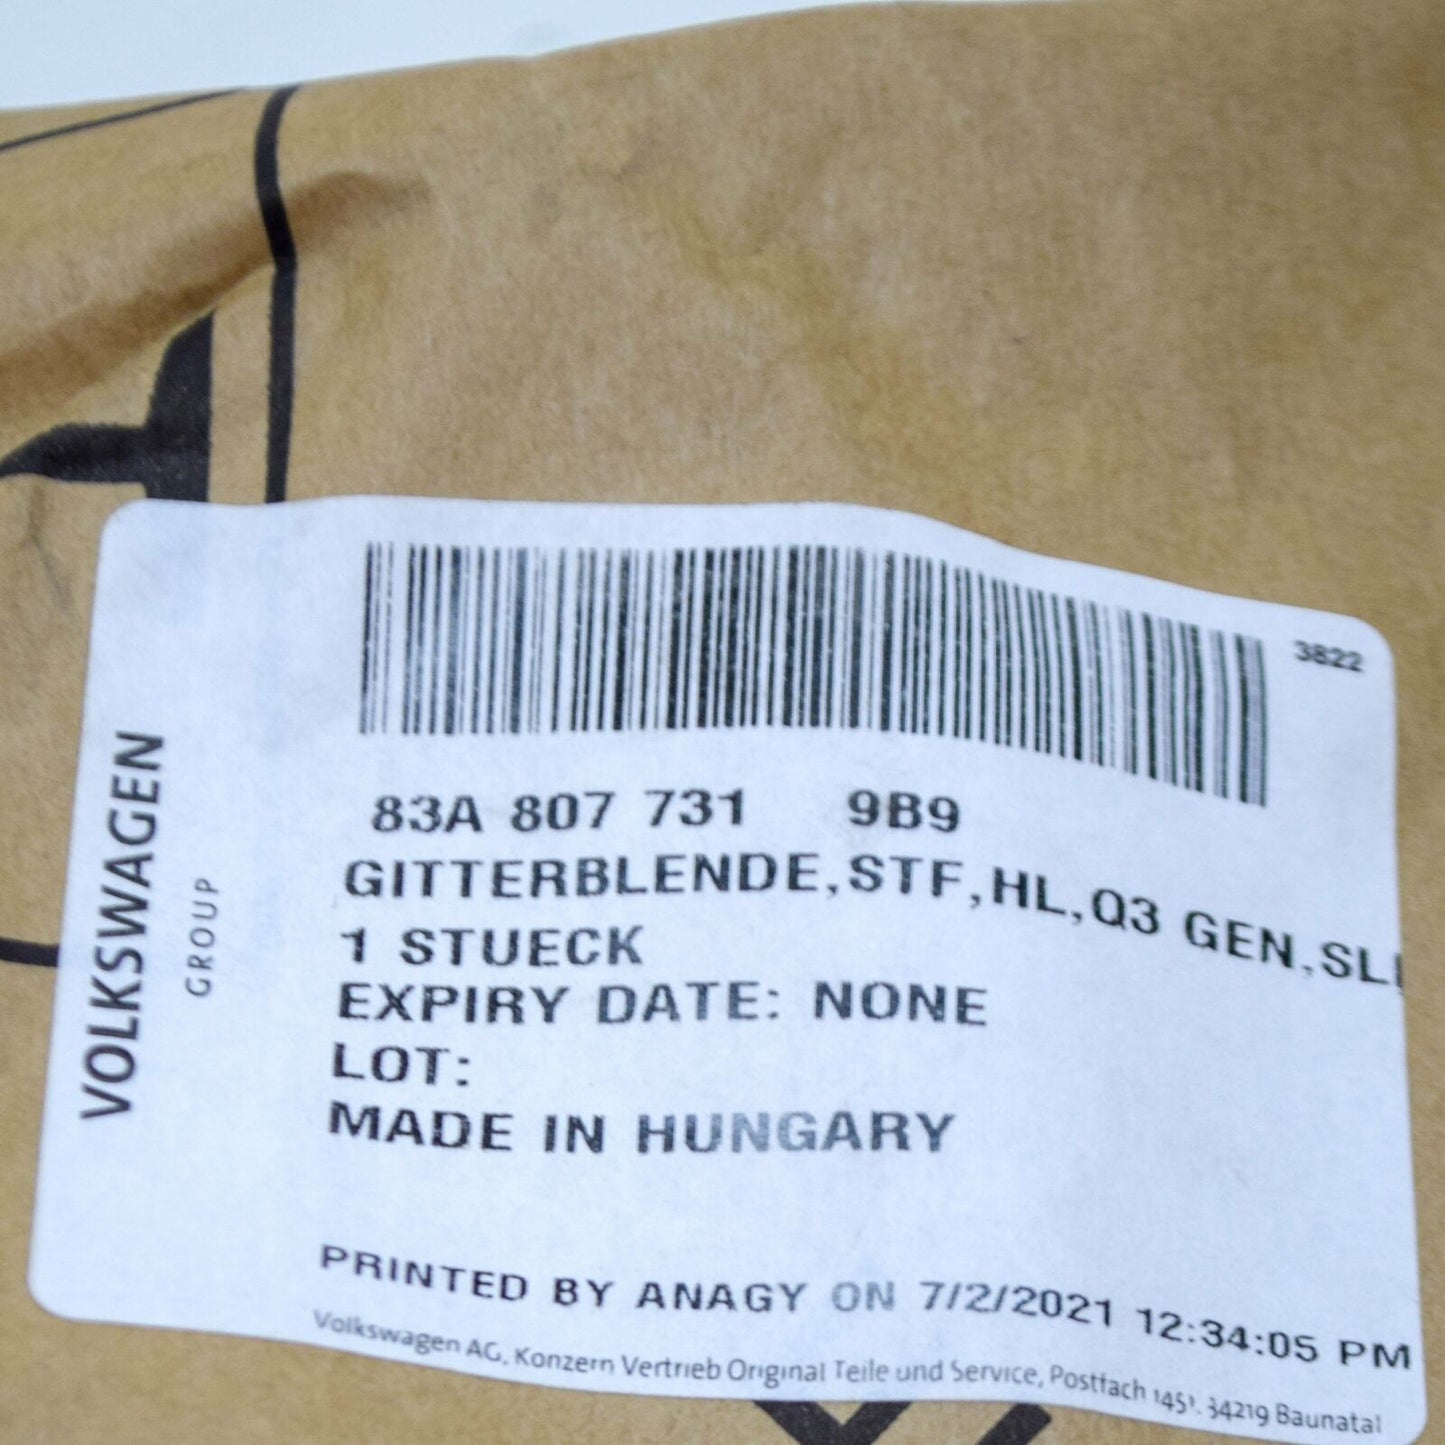 3822
83A 807 731 9B9
GITTERBLENDE,STF,HL,Q3 GEN,SLI
1 STUECK
EXPIRY DATE: NONE
LOT:
MADE IN HUNGARY
PRINTED BY ANAGY ON 7/2/2021 12:34:05 PM
Volkswagen AG, Konzern Vertrieb Original Teile und Service, Postfach 1451. 34219 Baunatal
VOLKSWAGEN
GROUP